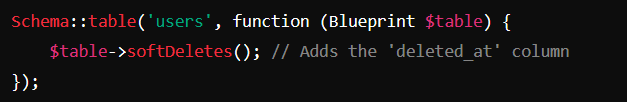 Schema::table('users', function (Blueprint $table) {
    $table->softDeletes(); // Adds the 'deleted_at' column
});